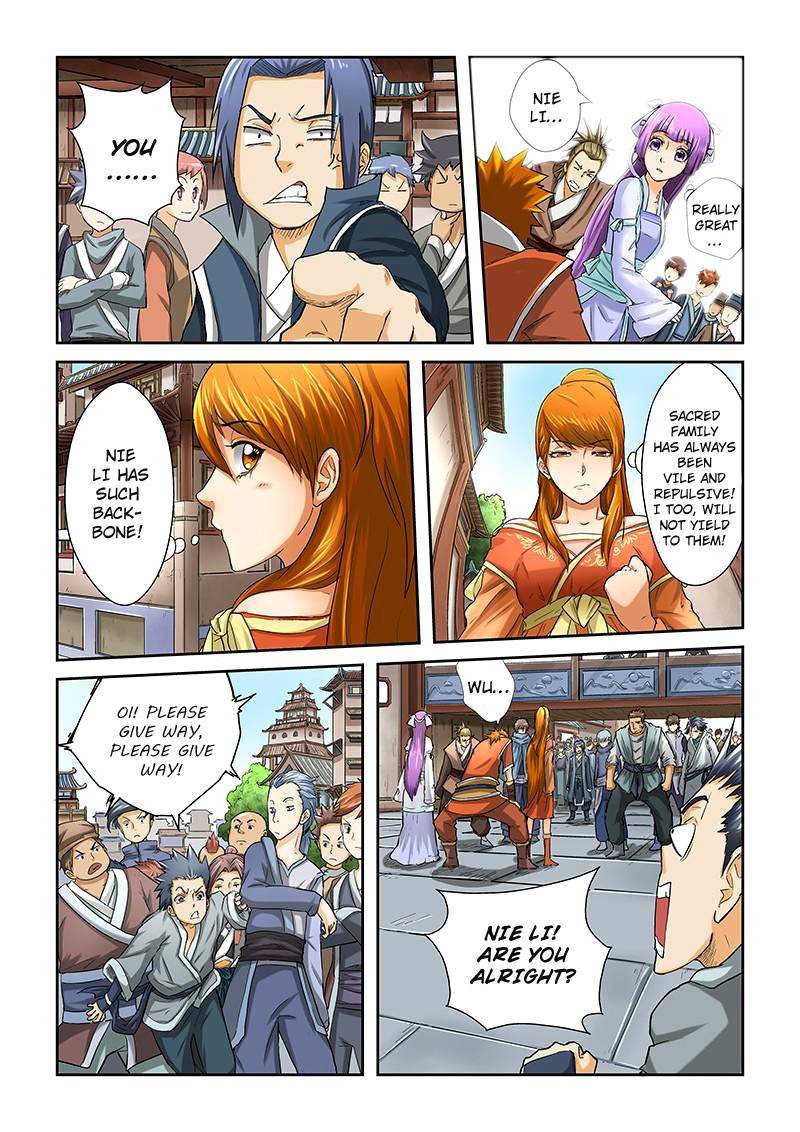 YOU
......
NIE
LI...
REALLY
GREAT
...
NIE
LI HAS
SUCH
BACK-
BONE!
SACRED
FAMILY
HAS ALWAYS
BEEN
VILE AND
REPULSIVE!
I TOO, WILL
NOT YIELD
TO THEM!
OI! PLEASE
GIVE WAY,
PLEASE GIVE
WAY!
WU...
NIE LI!
ARE YOU
ALRIGHT?